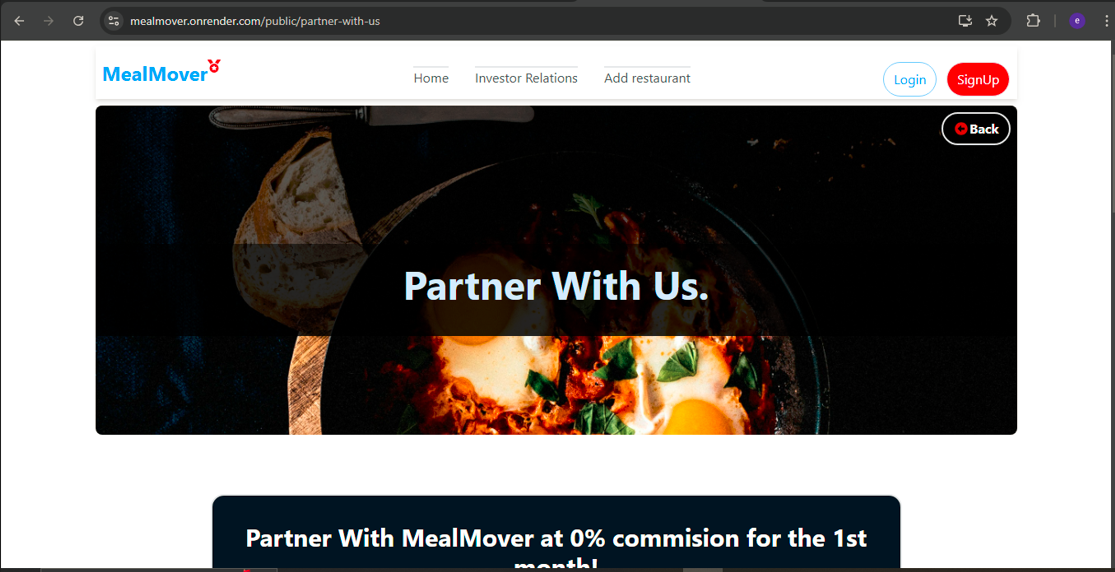 mealmover.onrender.com/public/partner-with-us
e
MealMover
Home Investor Relations Add restaurant
Login SignUp
Back
Partner With Us.
Partner With MealMover at 0% commision for the 1st
month!